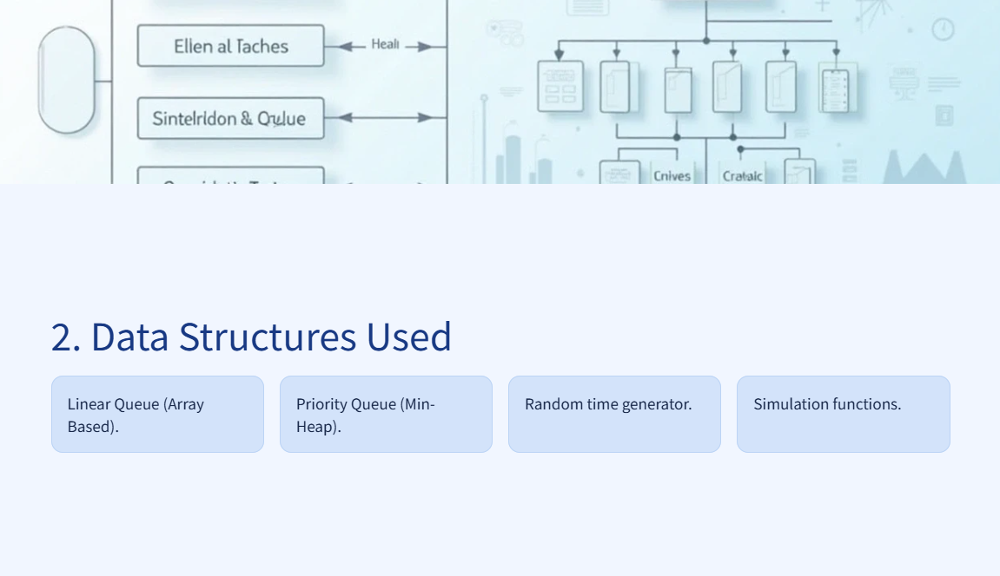 Ellen al Taches
Heali
Sintelridon & Qulue
Cnives
Cratalc
2. Data Structures Used
Linear Queue (Array
Based).
Priority Queue (Min-
Heap).
Random time generator.
Simulation functions.